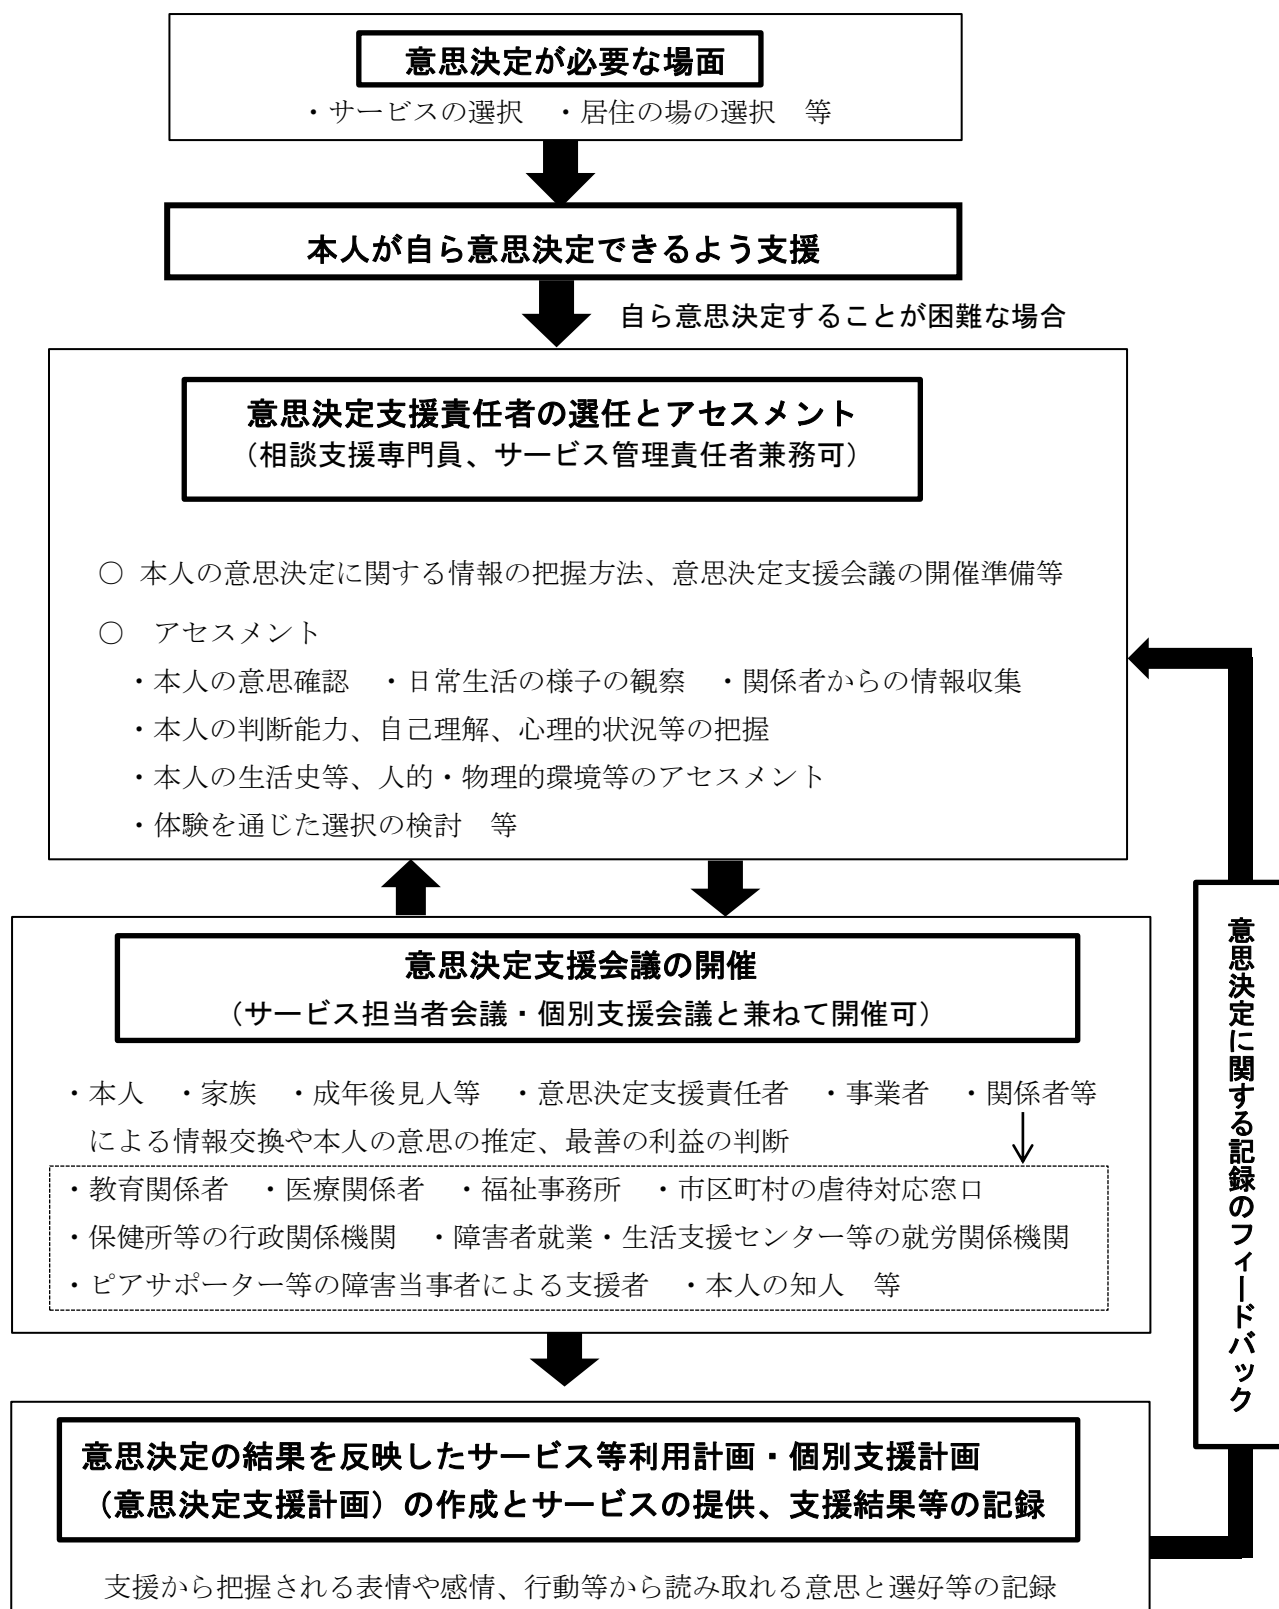 意思決定が必要な場面
・サービスの選択　・居住の場の選択　等
本人が自ら意思決定できるよう支援
自ら意思決定することが困難な場合
意思決定支援責任者の選任とアセスメント
（相談支援専門員、サービス管理責任者兼務可）
○ 本人の意思決定に関する情報の把握方法、意思決定支援会議の開催準備等
○　アセスメント
・本人の意思確認　・日常生活の様子の観察　・関係者からの情報収集
・本人の判断能力、自己理解、心理的状況等の把握
・本人の生活史等、人的・物理的環境等のアセスメント
・体験を通じた選択の検討　等
意思決定支援会議の開催
（サービス担当者会議・個別支援会議と兼ねて開催可）
・本人　・家族　・成年後見人等　・意思決定支援責任者　・事業者　・関係者等
による情報交換や本人の意思の推定、最善の利益の判断
・教育関係者　・医療関係者　・福祉事務所　・市区町村の虐待対応窓口
・保健所等の行政関係機関　・障害者就業・生活支援センター等の就労関係機関
・ピアサポーター等の障害当事者による支援者　・本人の知人　等
意思決定の結果を反映したサービス等利用計画・個別支援計画
（意思決定支援計画）の作成とサービスの提供、支援結果等の記録
支援から把握される表情や感情、行動等から読み取れる意思と選好等の記録
意思決定に関する記録のフィードバック